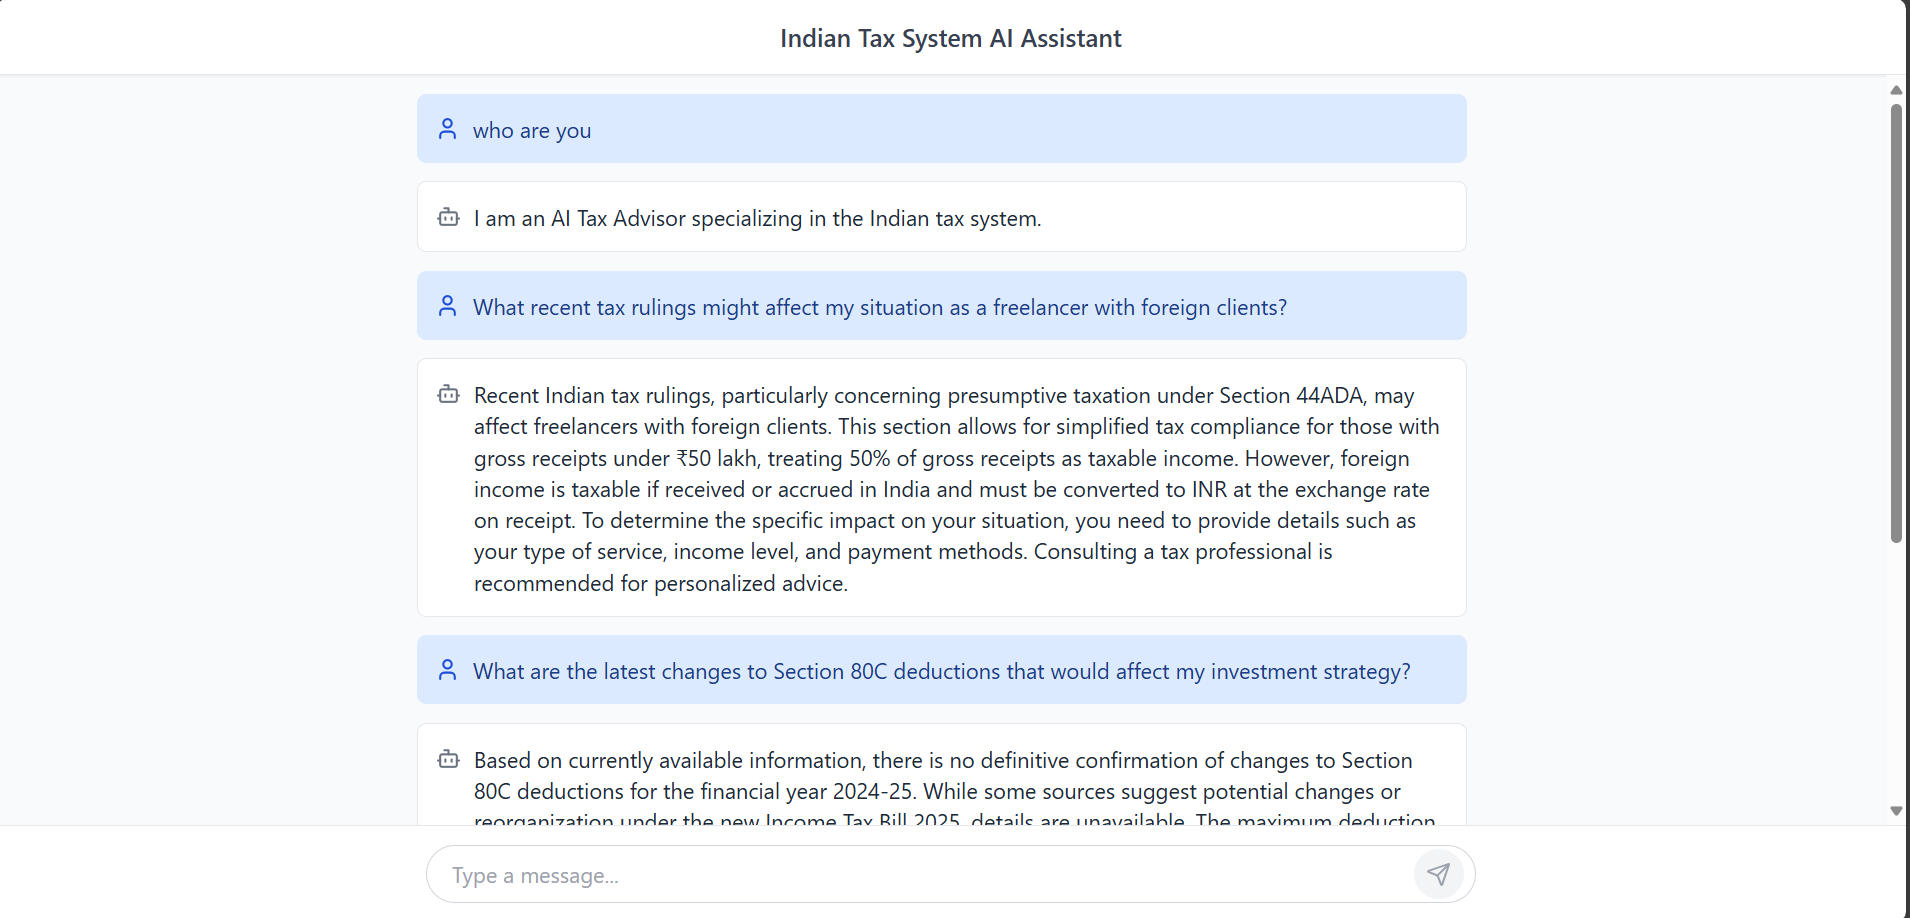 Indian Tax System AI Assistant
who are you
I am an AI Tax Advisor specializing in the Indian tax system.
What recent tax rulings might affect my situation as a freelancer with foreign clients?
Recent Indian tax rulings, particularly concerning presumptive taxation under Section 44ADA, may
affect freelancers with foreign clients. This section allows for simplified tax compliance for those with
gross receipts under ₹50 lakh, treating 50% of gross receipts as taxable income. However, foreign
income is taxable if received or accrued in India and must be converted to INR at the exchange rate
on receipt. To determine the specific impact on your situation, you need to provide details such as
your type of service, income level, and payment methods. Consulting a tax professional is
recommended for personalized advice.
What are the latest changes to Section 80C deductions that would affect my investment strategy?
Based on currently available information, there is no definitive confirmation of changes to Section
80C deductions for the financial year 2024-25. While some sources suggest potential changes or
reorganization under the new Income Tax Bill 2025, details are unavailable. The maximum deduction
Type a message...